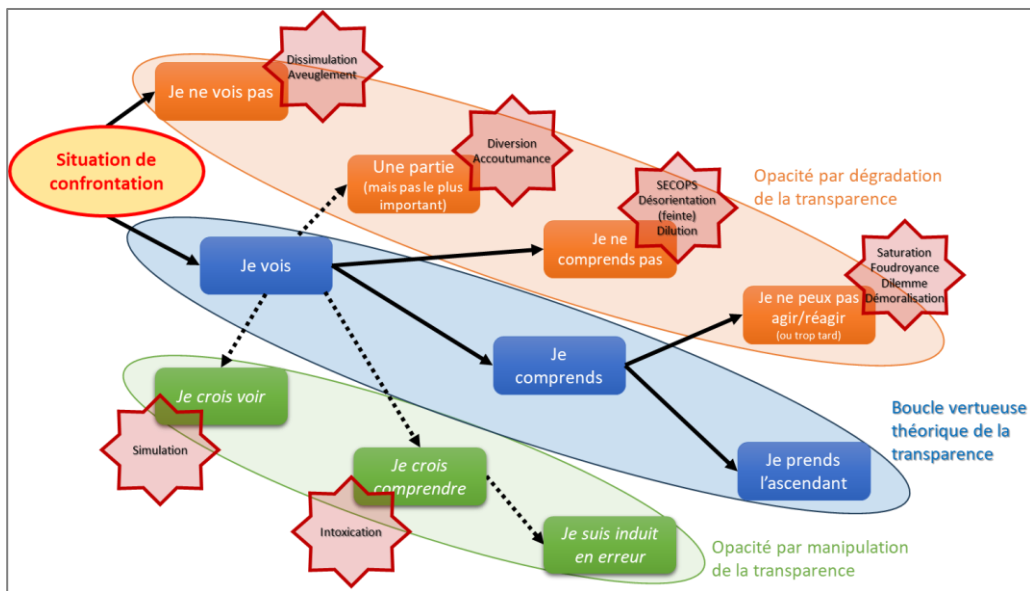 Dissimulation
Aveuglement
Je ne vois pas
Situation de
confrontation
Diversion
Accoutumance
Une partie
(mais pas le plus
important)
SECOPS
Désorientation
(feinte)
Dilution
Opacité par dégradation
de la transparence
Je ne
comprends pas
Je vois
Saturation
Foudroyance
Dilemme
Démoralisation
Je ne peux pas
agir/réagir
(ou trop tard)
Je
comprends
Je crois voir
Simulation
Boucle vertueuse
théorique de la
transparence
Je crois
comprendre
Je prends
l'ascendant
Intoxication
Je suis induit
en erreur
Opacité par manipulation
de la transparence